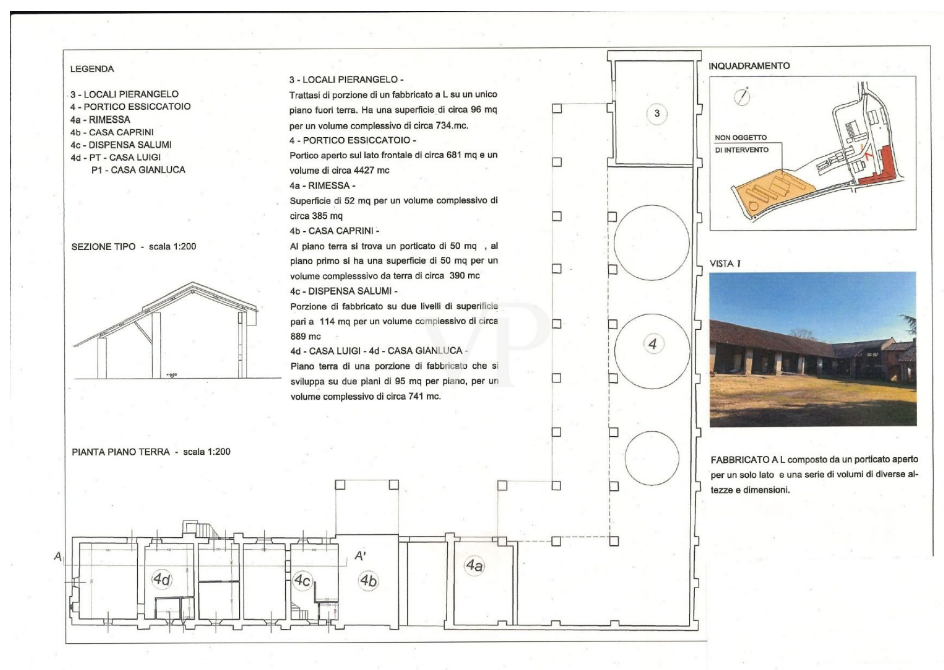 LEGENDA
3 - LOCALI PIERANGELO
4 - PORTICO ESSICCATOIO
4a - RIMESSA
4b - CASA CAPRINI
4c - DISPENSA SALUMI
4d - PT - CASA LUIGI
P1 - CASA GIANLUCA
3 - LOCALI PIERANGELO -
Trattasi di porzione di un fabbricato a L su un unico
piano fuori terra. Ha una superficie di circa 96 mq
per un volume complessivo di circa 734.mc.
4 - PORTICO ESSICCATOIO -
Portico aperto sul lato frontale di circa 681 mq e un
volume di circa 4427 mc
4a - RIMESSA -
Superficie di 52 mq per un volume complessivo di
circa 385 mq
4b - CASA CAPRINI -
Al piano terra si trova un porticato di 50 mq , al
piano primo si ha una superficie di 50 mq per un
volume complesssivo da terra di circa 390 mc
4c - DISPENSA SALUMI -
Porzione di fabbricato su due livelli di superificie
pari a 114 mq per un volume complessivo di circa
889 mc
4d - CASA LUIGI - 4d - CASA GIANLUCA -
Piano terra di una porzione di fabbricato che si
sviluppa su due piani di 95 mq per piano, per un
volume complessivo di circa 741 mc.
SEZIONE TIPO - scala 1:200
PIANTA PIANO TERRA - scala 1:200
INQUADRAMENTO
NON OGGETTO
DI INTERVENTO
VISTA 1
FABBRICATO A L composto da un porticato aperto
per un solo lato e una serie di volumi di diverse al-
tezze e dimensioni.
3
4
VP
A
A'
4d
4c
4b
4a